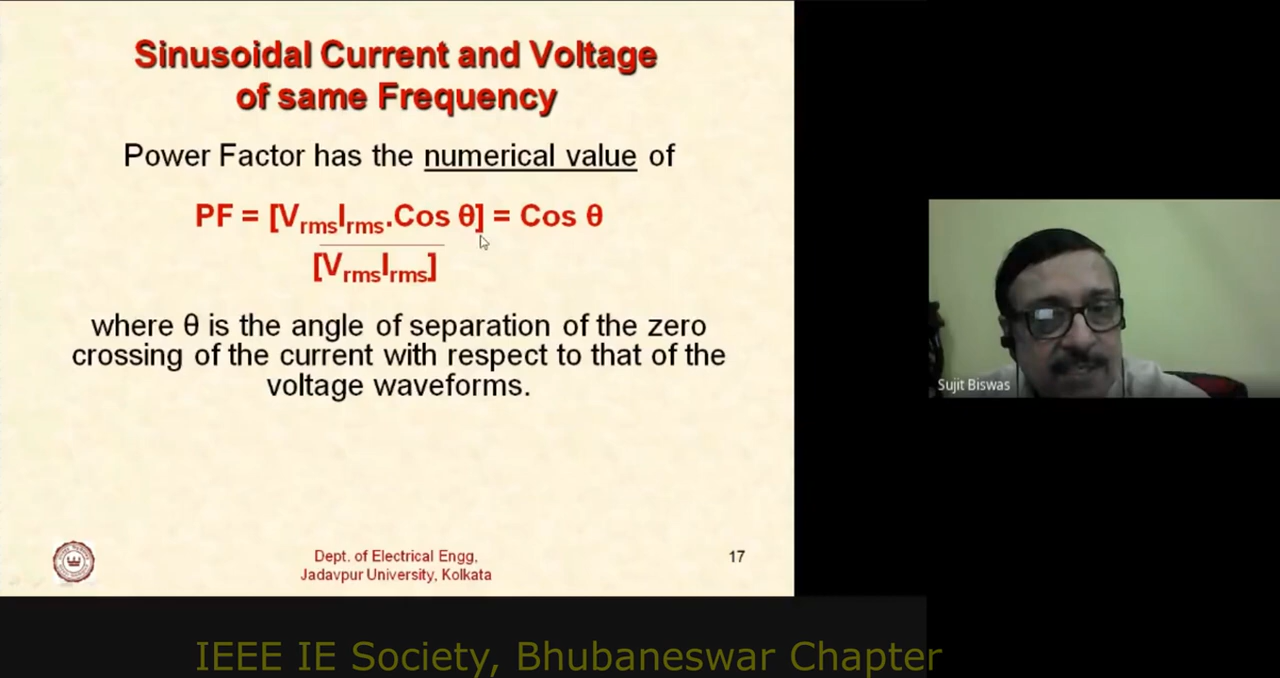 Sinusoidal Current and Voltage
of same Frequency
Power Factor has the numerical value of
PF = [VrmsIrms.Cos θ] = Cos θ
[VrmsIrms]
where θ is the angle of separation of the zero
crossing of the current with respect to that of the
voltage waveforms.
Dept. of Electrical Engg,
Jadavpur University, Kolkata
17
Sujit Biswas
IEEE IE Society, Bhubaneswar Chapter